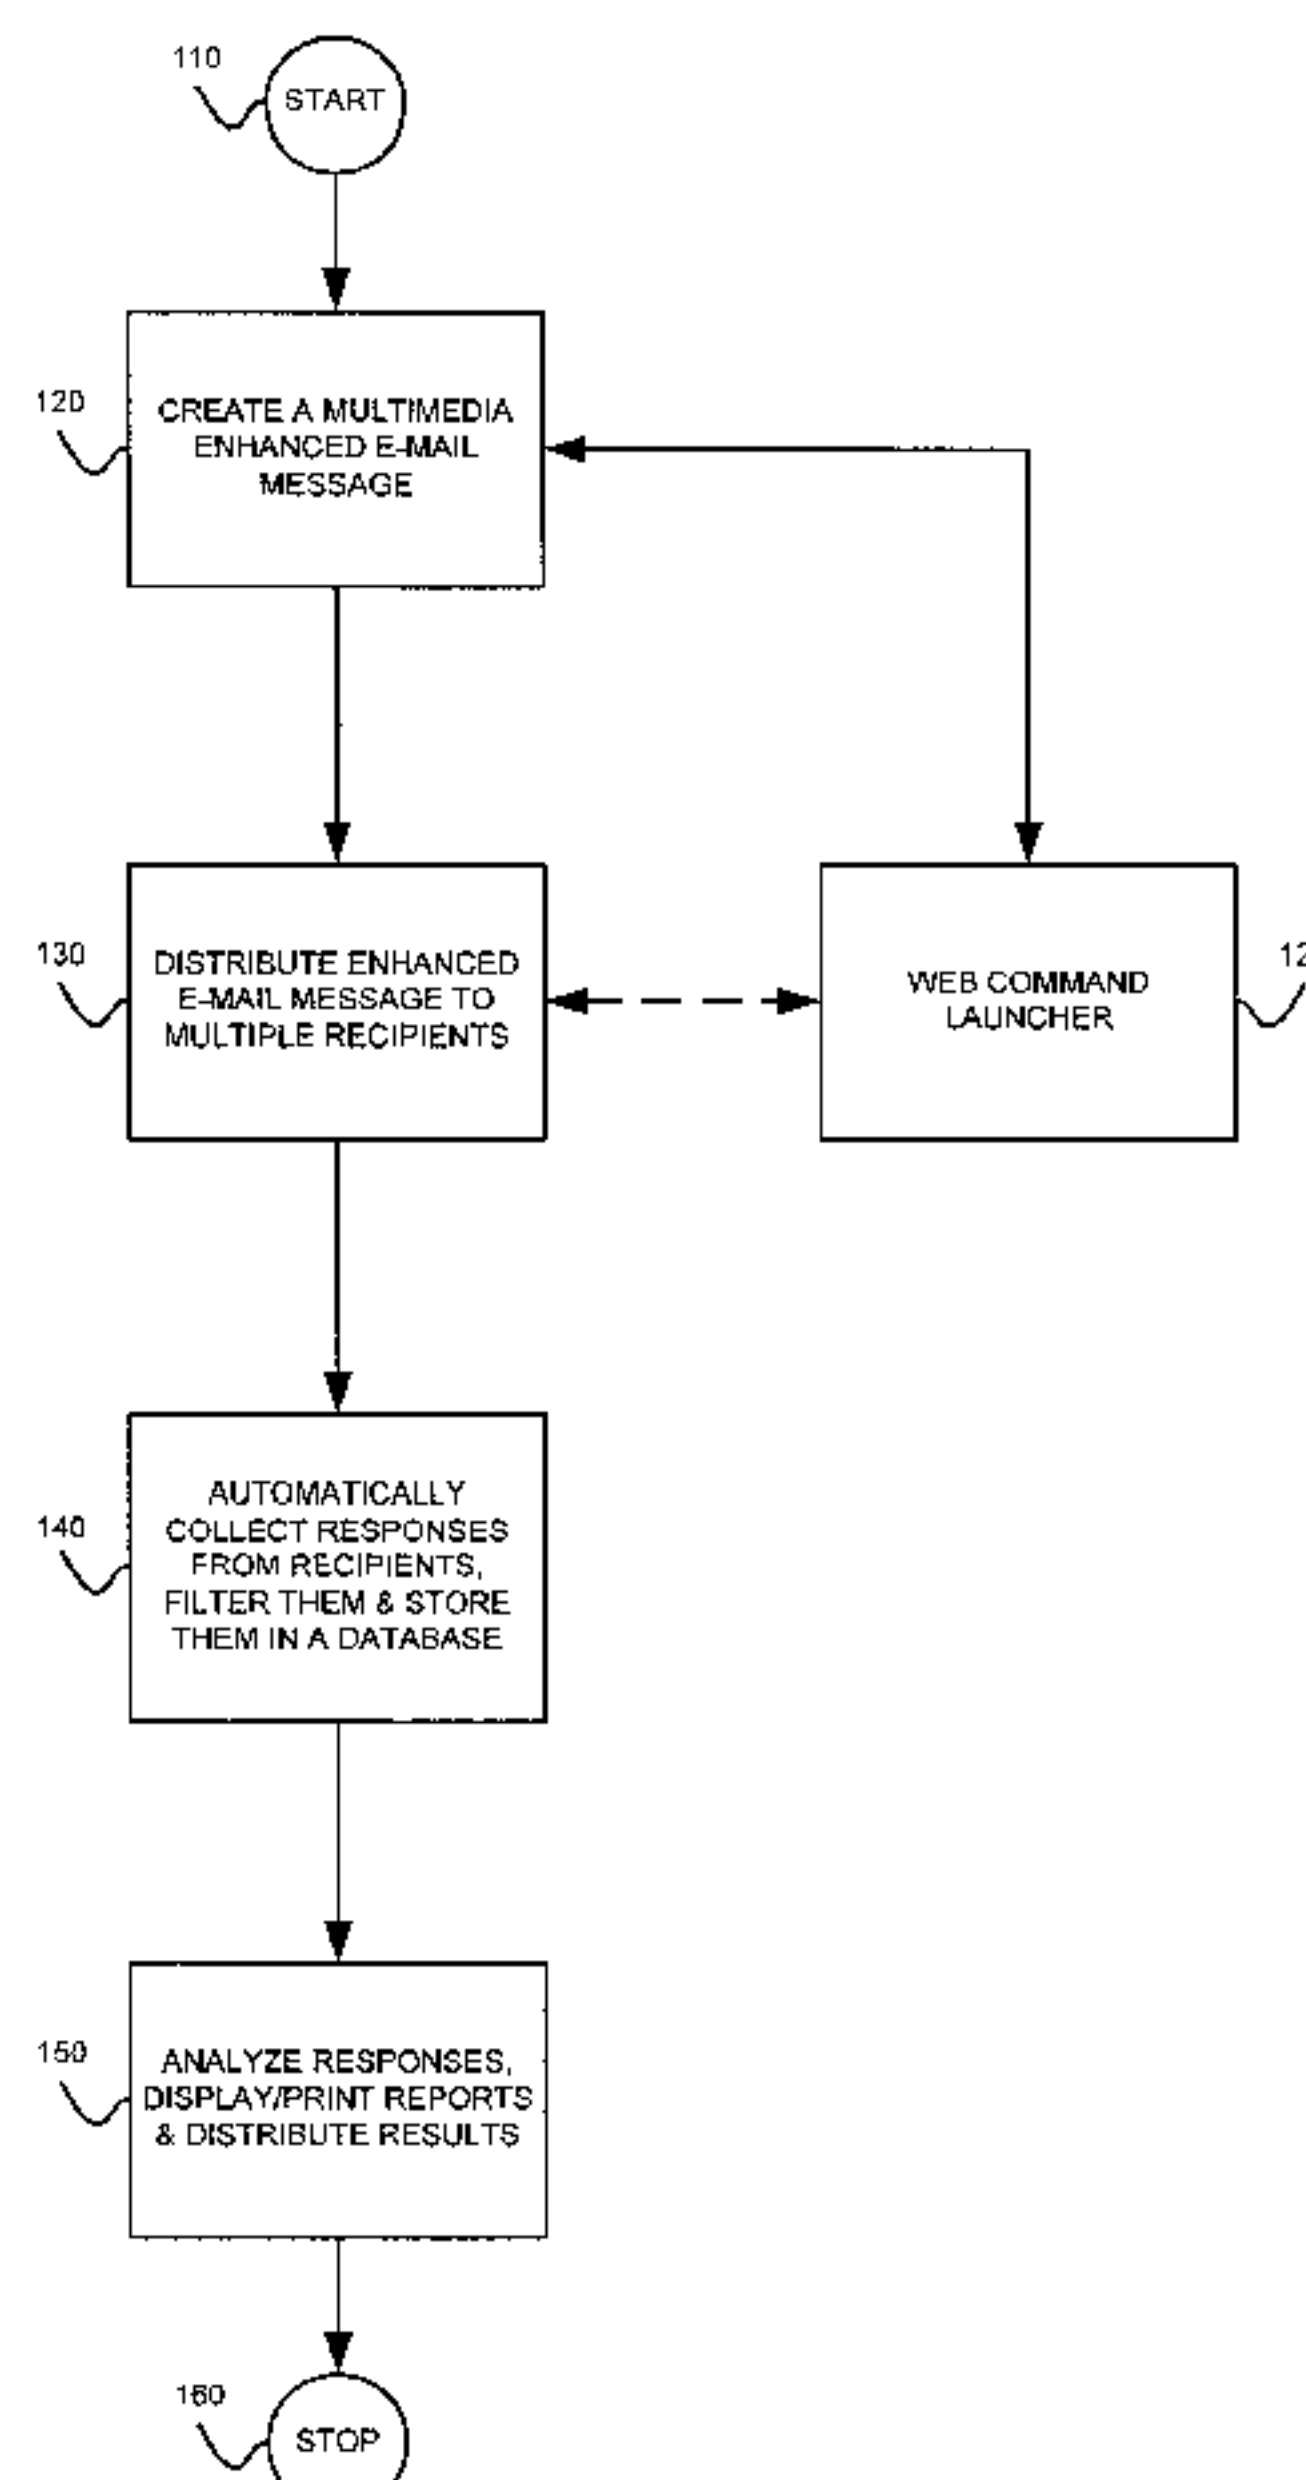 110
START
120
CREATE A MULTIMEDIA
ENHANCED E-MAIL
MESSAGE
130
DISTRIBUTE ENHANCED
E-MAIL MESSAGE TO
MULTIPLE RECIPIENTS
WEB COMMAND
LAUNCHER
140
AUTOMATICALLY
COLLECT RESPONSES
FROM RECIPIENTS,
FILTER THEM & STORE
THEM IN A DATABASE
150
ANALYZE RESPONSES,
DISPLAY/PRINT REPORTS
& DISTRIBUTE RESULTS
160
STOP